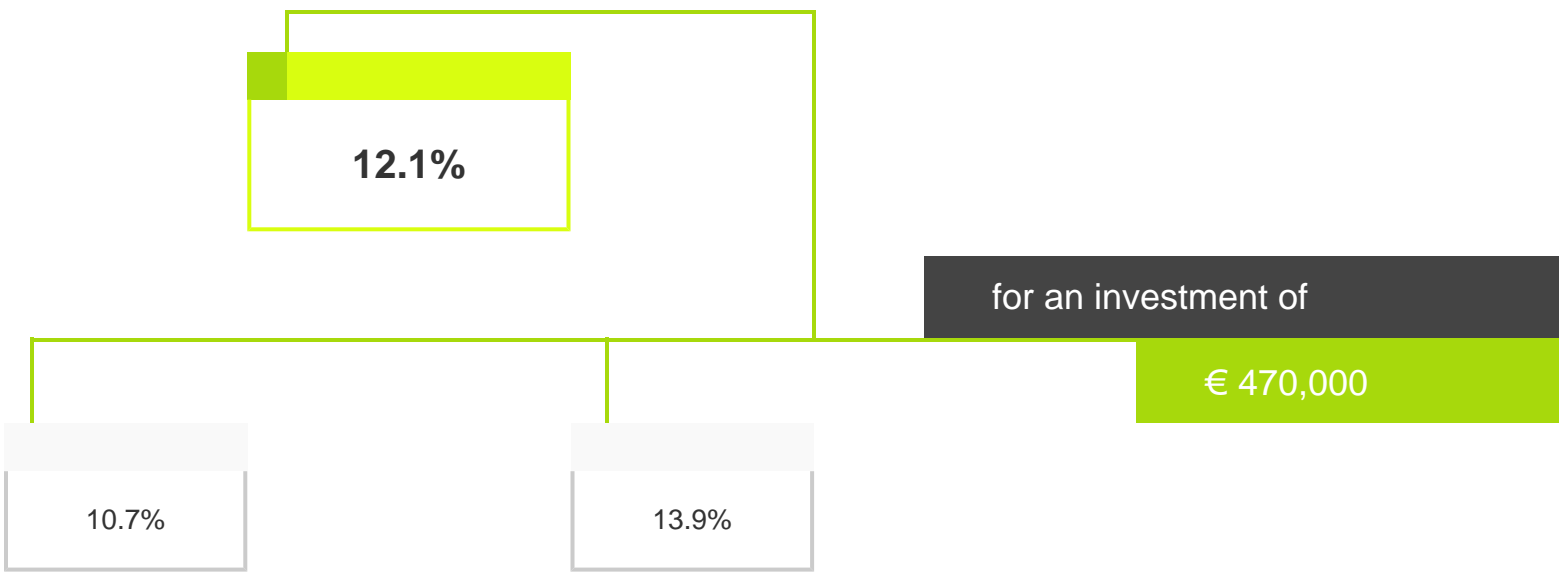 12.1%
for an investment of
€ 470,000
10.7%
13.9%